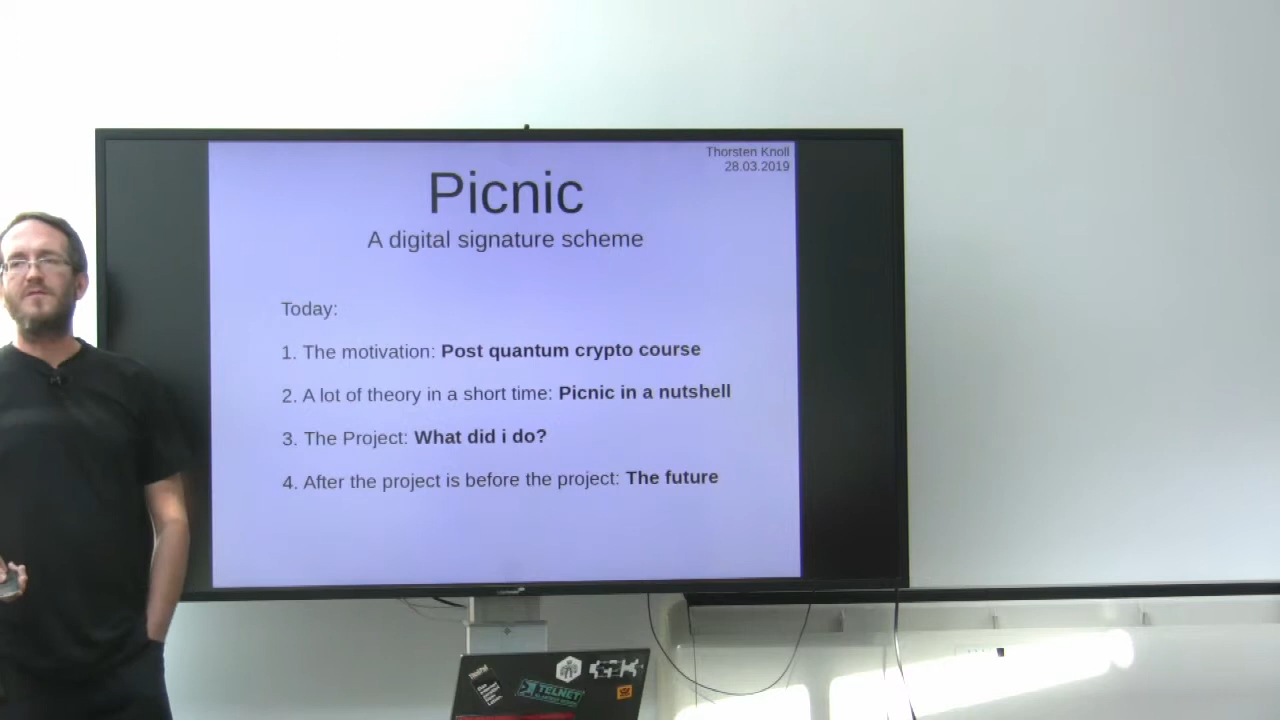 Thorsten Knoll
28.03.2019
Picnic
A digital signature scheme
Today:
1. The motivation: Post quantum crypto course
2. A lot of theory in a short time: Picnic in a nutshell
3. The Project: What did i do?
4. After the project is before the project: The future
TELNET